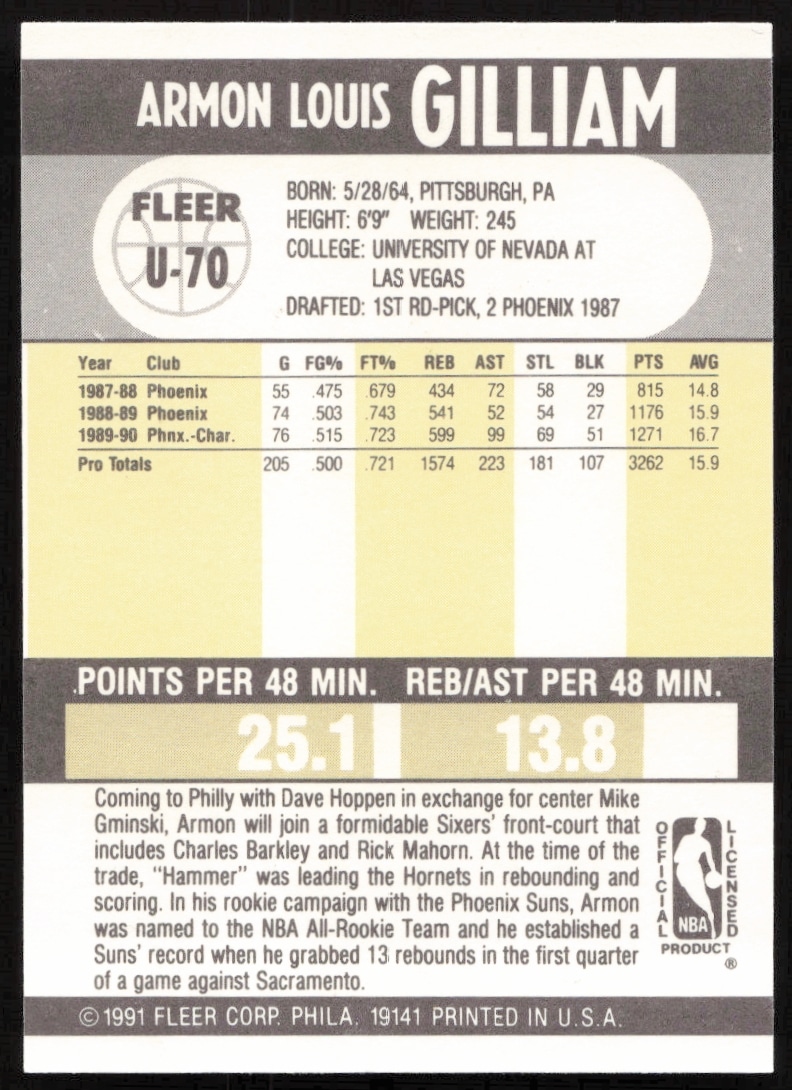 ARMON LOUIS GILLIAM
FLEER
U-70
BORN: 5/28/64, PITTSBURGH, PA
HEIGHT: 6'9" WEIGHT: 245
COLLEGE: UNIVERSITY OF NEVADA AT
LAS VEGAS
DRAFTED: 1ST RD-PICK, 2 PHOENIX 1987
Year Club G FG% FT% REB AST STL BLK PTS AVG
1987-88 Phoenix 55 .475 .679 434 72 58 29 815 14.8
1988-89 Phoenix 74 .503 .743 541 52 54 27 1176 15.9
1989-90 Phnx.-Char. 76 .515 .723 599 99 69 51 1271 16.7
Pro Totals 205 .500 .721 1574 223 181 107 3262 15.9
POINTS PER 48 MIN. REB/AST PER 48 MIN.
25.1 13.8
Coming to Philly with Dave Hoppen in exchange for center Mike
Gminski, Armon will join a formidable Sixers' front-court that
includes Charles Barkley and Rick Mahorn. At the time of the
trade, "Hammer" was leading the Hornets in rebounding and
scoring. In his rookie campaign with the Phoenix Suns, Armon
was named to the NBA All-Rookie Team and he established a
Suns' record when he grabbed 13 rebounds in the first quarter
of a game against Sacramento.
OFFICIAL
LICENSED
NBA
PRODUCT
®
©1991 FLEER CORP. PHILA. 19141 PRINTED IN U.S.A.